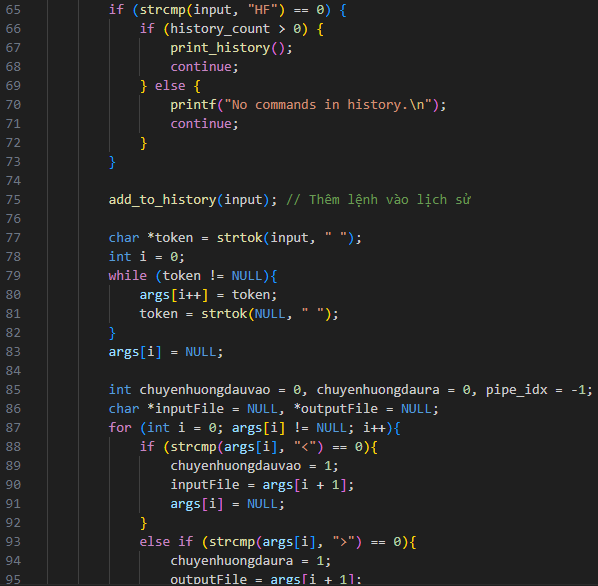 65 if (strcmp(input, "HF") == 0) {
66 if (history_count > 0) {
67 print_history();
68 continue;
69 } else {
70 printf("No commands in history.\n");
71 continue;
72 }
73 }
74
75 add_to_history(input); // Thêm lệnh vào lịch sử
76
77 char *token = strtok(input, " ");
78 int i = 0;
79 while (token != NULL){
80 args[i++] = token;
81 token = strtok(NULL, " ");
82 }
83 args[i] = NULL;
84
85 int chuyenhuongdauvao = 0, chuyenhuongdaura = 0, pipe_idx = -1;
86 char *inputFile = NULL, *outputFile = NULL;
87 for (int i = 0; args[i] != NULL; i++){
88 if (strcmp(args[i], "<") == 0){
89 chuyenhuongdauvao = 1;
90 inputFile = args[i + 1];
91 args[i] = NULL;
92 }
93 else if (strcmp(args[i], ">") == 0){
94 chuyenhuongdaura = 1;
95 outputFile = args[i + 1];